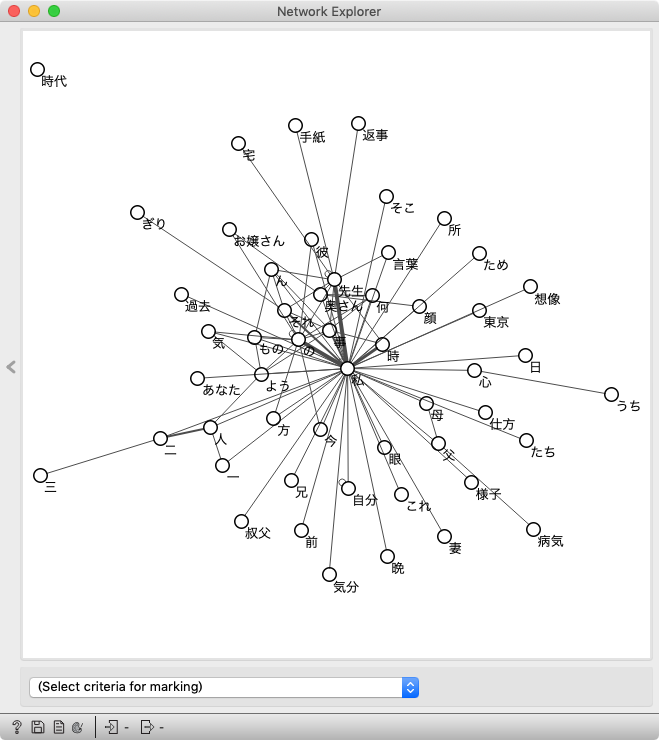 Network Explorer
時代
手紙
返事
宅
そこ
ぎり
所
お嬢さん
彼
言葉
ため
ん
先生
想像
過去
奥さん
何
顔
東京
それ
気
もの
の
事
時
日
あなた
よう
私
心
うち
母
仕方
方
今
人
たち
二
父
眼
一
三
兄
自分
これ
様子
叔父
前
病気
妻
晩
気分
(Select criteria for marking)